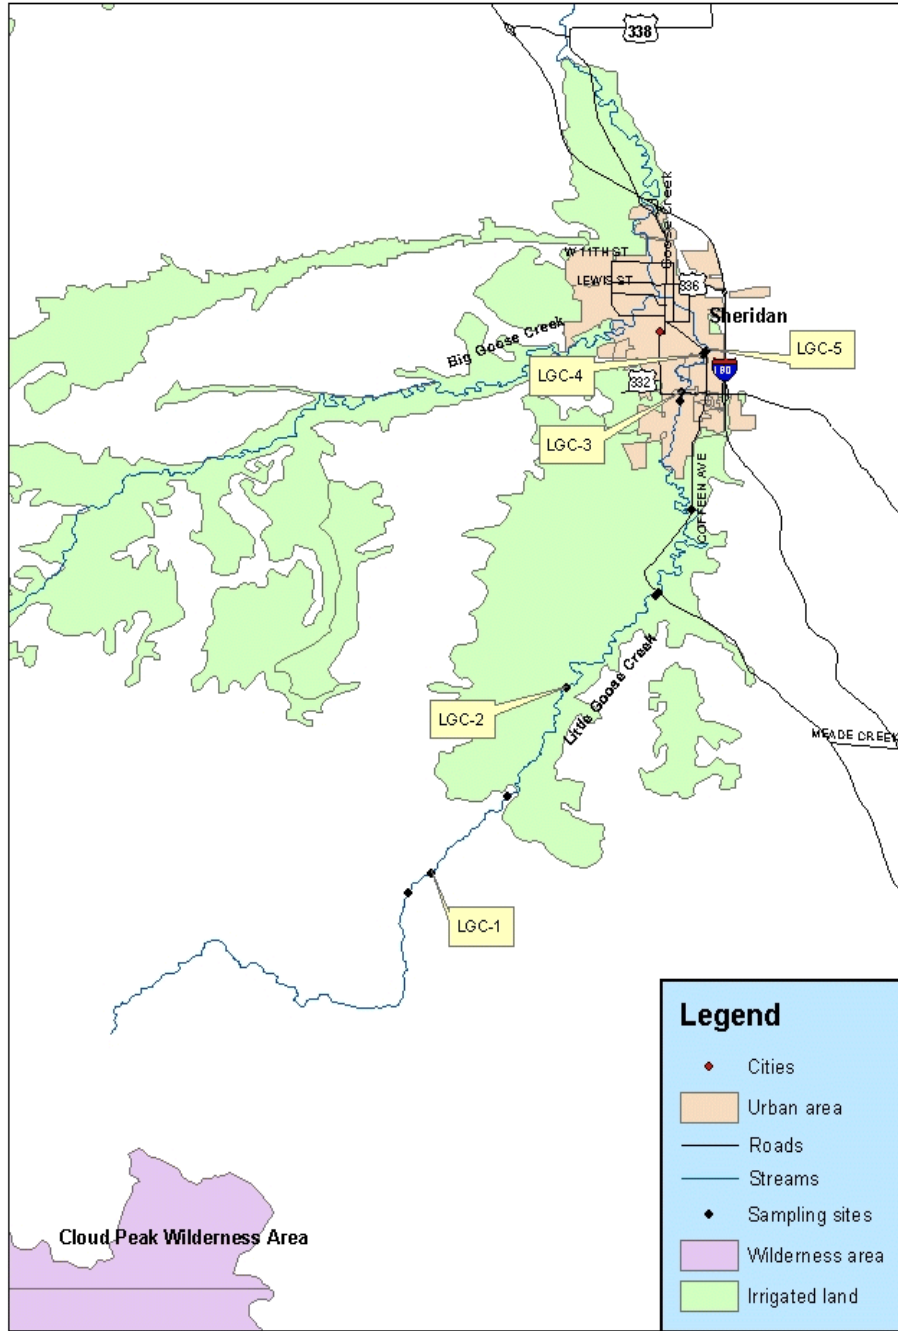 338
Goose Creek
W 11TH ST
LEWIS ST
336
Sheridan
Big Goose Creek
LGC-5
LGC-4
332
I 80
LGC-3
COFFEEN AVE
Little Goose Creek
LGC-2
MEADE CREEK
LGC-1
Legend
Cities
Urban area
Roads
Streams
Sampling sites
Wilderness area
Irrigated land
Cloud Peak Wilderness Area